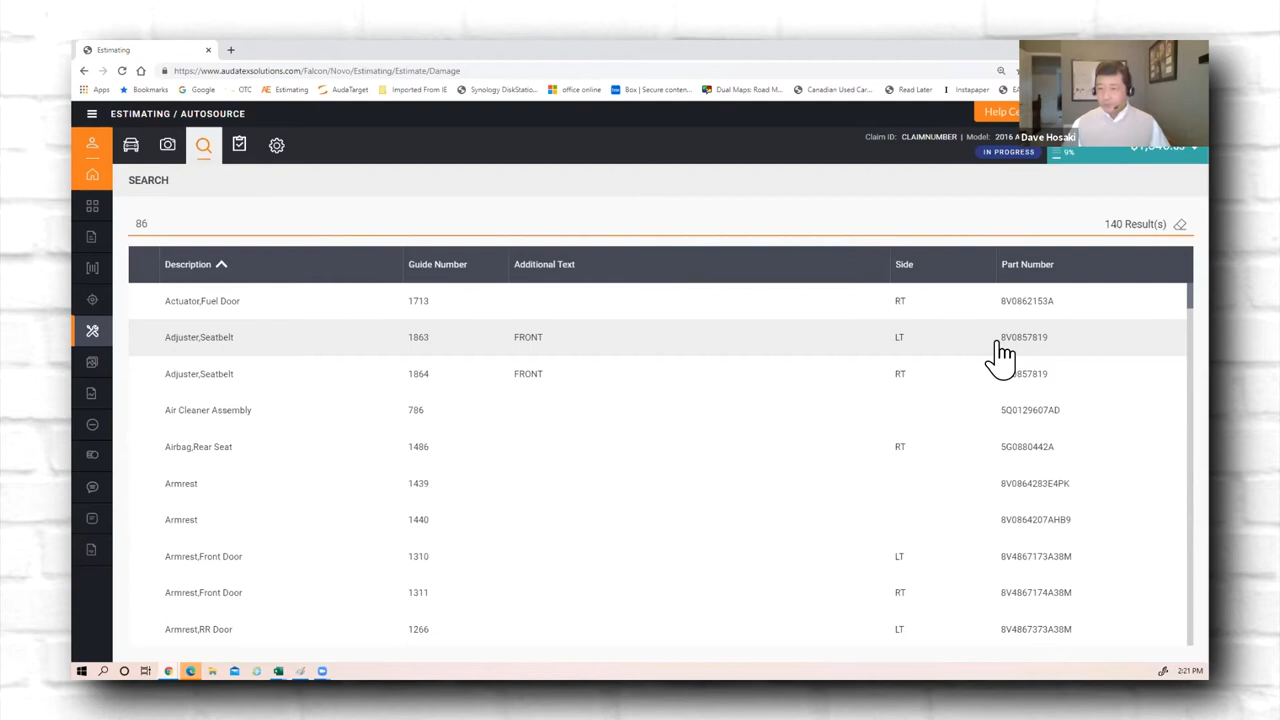 Estimating
https://www.audatexsolutions.com/Falcon/Novo/Estimating/Estimate/Damage
Apps Bookmarks Google OTC Estimating AudaTarget Imported From IE Synology DiskStati... office online Box | Secure conten... Dual Maps: Road M... Canadian Used Car... Read Later Instapaper
ESTIMATING / AUTOSOURCE
Help Ce
Claim ID: CLAIMNUMBER | Model: 2016 A
Dave Hosaki
IN PROGRESS
9%
SEARCH
86
140 Result(s)
Description Guide Number Additional Text Side Part Number
Actuator,Fuel Door 1713 RT 8V0862153A
Adjuster,Seatbelt 1863 FRONT LT 8V0857819
Adjuster,Seatbelt 1864 FRONT RT 0857819
Air Cleaner Assembly 786 5Q0129607AD
Airbag,Rear Seat 1486 RT 5G0880442A
Armrest 1439 8V0864283E4PK
Armrest 1440 8V0864207AHB9
Armrest,Front Door 1310 LT 8V4867173A38M
Armrest,Front Door 1311 RT 8V4867174A38M
Armrest,RR Door 1266 LT 8V4867373A38M
2:21 PM